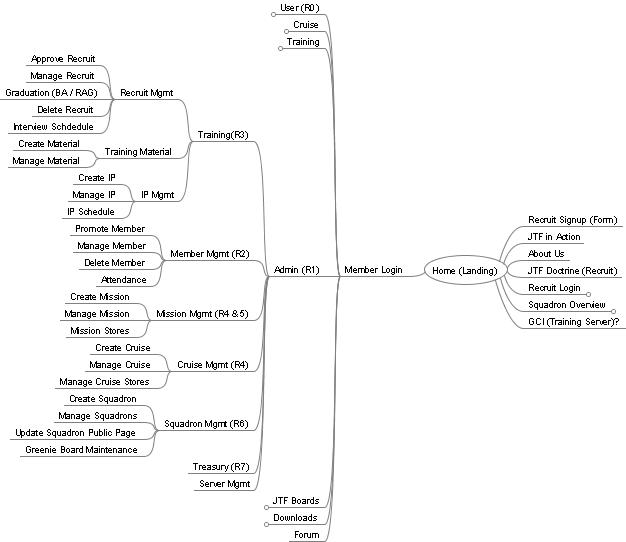 User (R0)
Cruise
Training
Approve Recruit
Manage Recruit
Graduation (BA / RAG)
Delete Recruit
Interview Schdedule
Recruit Mgmt
Create Material
Manage Material
Training Material
Create IP
Manage IP
IP Schedule
IP Mgmt
Training(R3)
Promote Member
Manage Member
Delete Member
Attendance
Member Mgmt (R2)
Create Mission
Manage Mission
Mission Stores
Mission Mgmt (R4 & 5)
Create Cruise
Manage Cruise
Manage Cruise Stores
Cruise Mgmt (R4)
Create Squadron
Manage Squadrons
Update Squadron Public Page
Greenie Board Maintenance
Squadron Mgmt (R6)
Treasury (R7)
Server Mgmt
Admin (R1)
JTF Boards
Downloads
Forum
Member Login
Home (Landing)
Recruit Signup (Form)
JTF in Action
About Us
JTF Doctrine (Recruit)
Recruit Login
Squadron Overview
GCI (Training Server)?